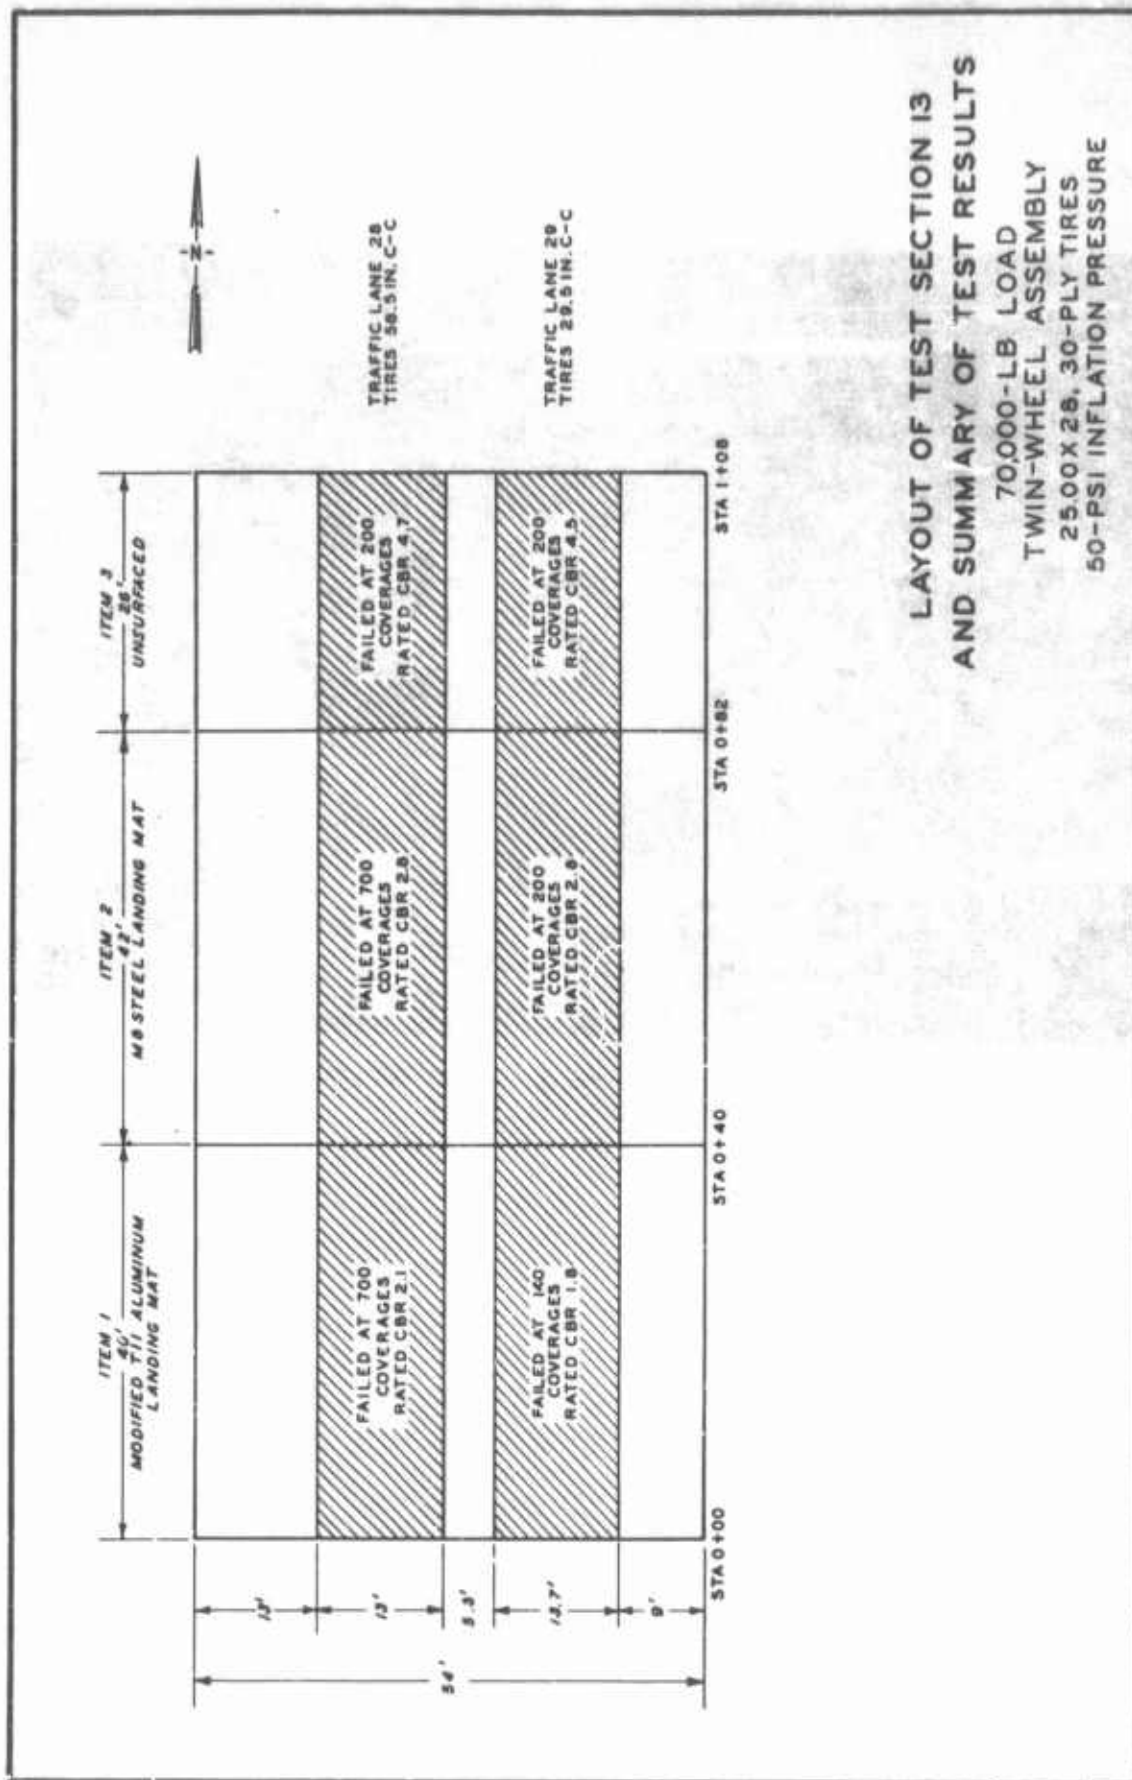 ITEM 1
40'
MODIFIED T11 ALUMINUM
LANDING MAT
ITEM 2
42'
M8 STEEL LANDING MAT
ITEM 3
26'
UNSURFACED
N
13'
13'
5.3'
13.7'
9'
54'
FAILED AT 700
COVERAGES
RATED CBR 2.1
FAILED AT 700
COVERAGES
RATED CBR 2.8
FAILED AT 200
COVERAGES
RATED CBR 4.7
TRAFFIC LANE 28
TIRES 58.5 IN. C-C
FAILED AT 140
COVERAGES
RATED CBR 1.8
FAILED AT 200
COVERAGES
RATED CBR 2.8
FAILED AT 200
COVERAGES
RATED CBR 4.5
TRAFFIC LANE 29
TIRES 29.5 IN. C-C
STA 0+00
STA 0+40
STA 0+82
STA 1+08
LAYOUT OF TEST SECTION 13
AND SUMMARY OF TEST RESULTS
70,000-LB LOAD
TWIN-WHEEL ASSEMBLY
25.00X28, 30-PLY TIRES
50-PSI INFLATION PRESSURE